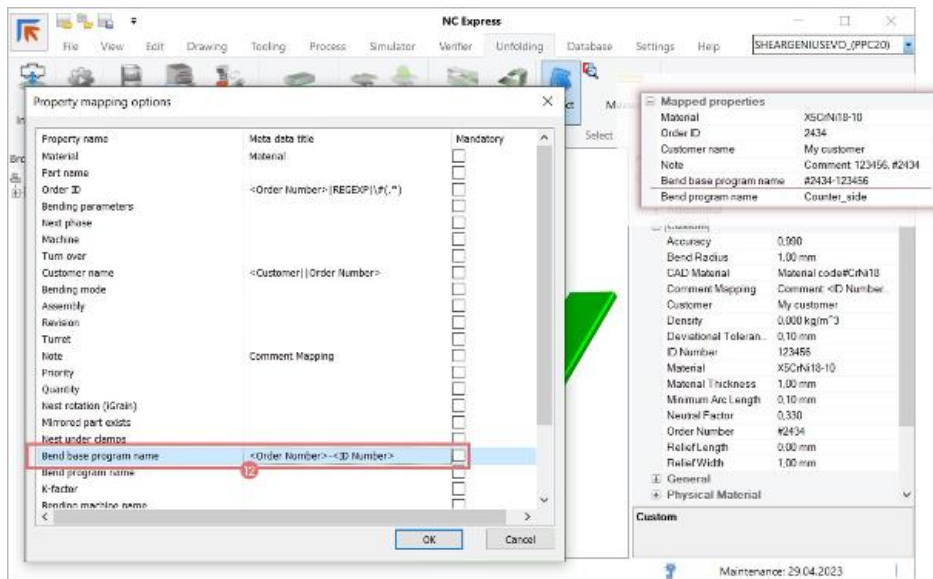 NC Express
File View Edit Drawing Tooling Process Simulator Verifier Unfolding Database Settings Help
SHEARGENIUSEVO_(PPC20)
Select
Property mapping options
Property name Meta data title Mandatory
Material Material
Part name
Order ID <Order Number>|REGEXP|\#(.*)
Bending parameters
Next phase
Machine
Turn over
Customer name <Customer||Order Number>
Bending mode
Assembly
Revision
Turret
Note Comment Mapping
Priority
Quantity
Nest rotation (iGrain)
Mirrored part exists
Nest under clamps
Bend base program name <Order Number>-<ID Number>
12
Bend program name
K-factor
Bending machine name
OK Cancel
Mapped properties
Material X5CrNi18-10
Order ID 2434
Customer name My customer
Note Comment 123456, #2434
Bend base program name #2434-123456
Bend program name Counter_side
Custom
Accuracy 0,990
Bend Radius 1,00 mm
CAD Material Material code#CrNi18
Comment Mapping Comment <ID Number..
Customer My customer
Density 0,000 kg/m^3
Deviational Toleran.. 0,10 mm
ID Number 123456
Material X5CrNi18-10
Material Thickness 1,00 mm
Minimum Arc Length 0,10 mm
Neutral Factor 0,330
Order Number #2434
Relief Length 0,00 mm
Relief Width 1,00 mm
General
Physical Material
Custom
Maintenance: 29.04.2023